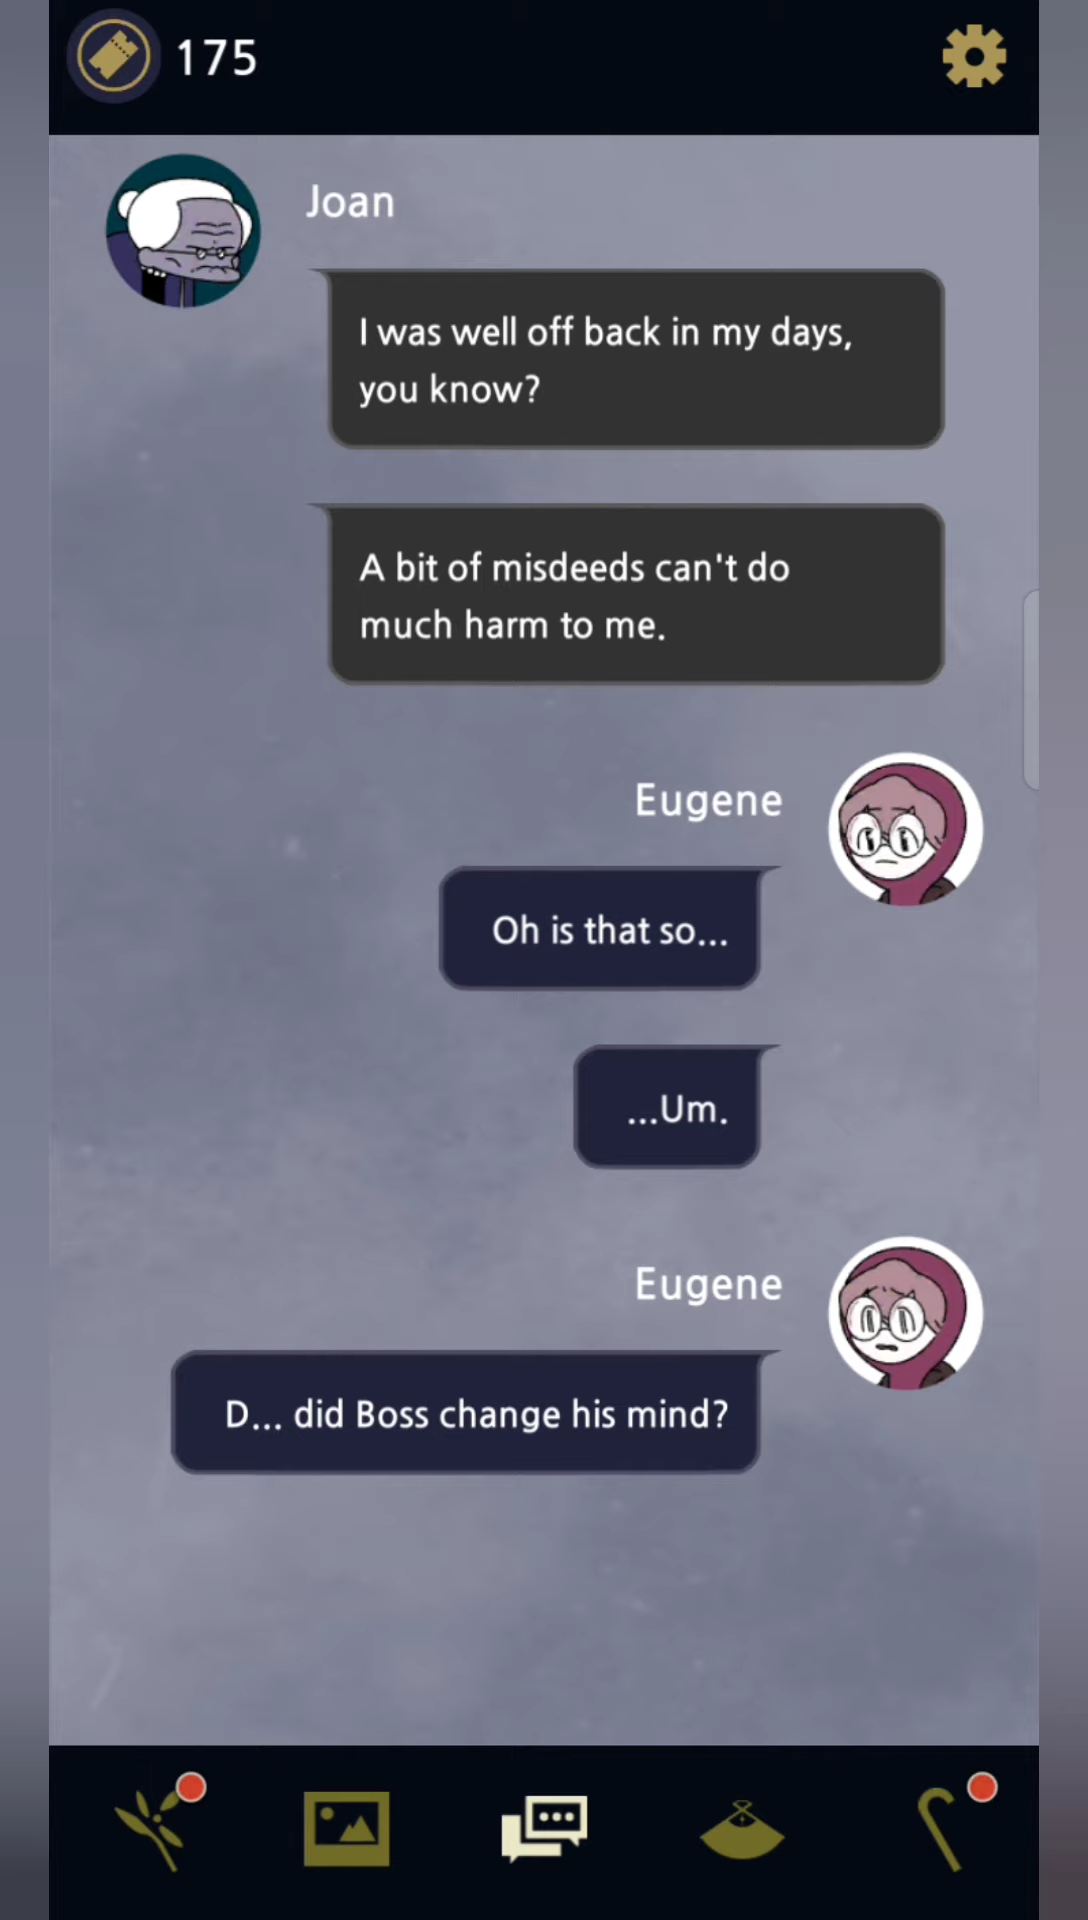 175
Joan
I was well off back in my days,
you know?
A bit of misdeeds can't do
much harm to me.
Eugene
Oh is that so...
...Um.
Eugene
D... did Boss change his mind?